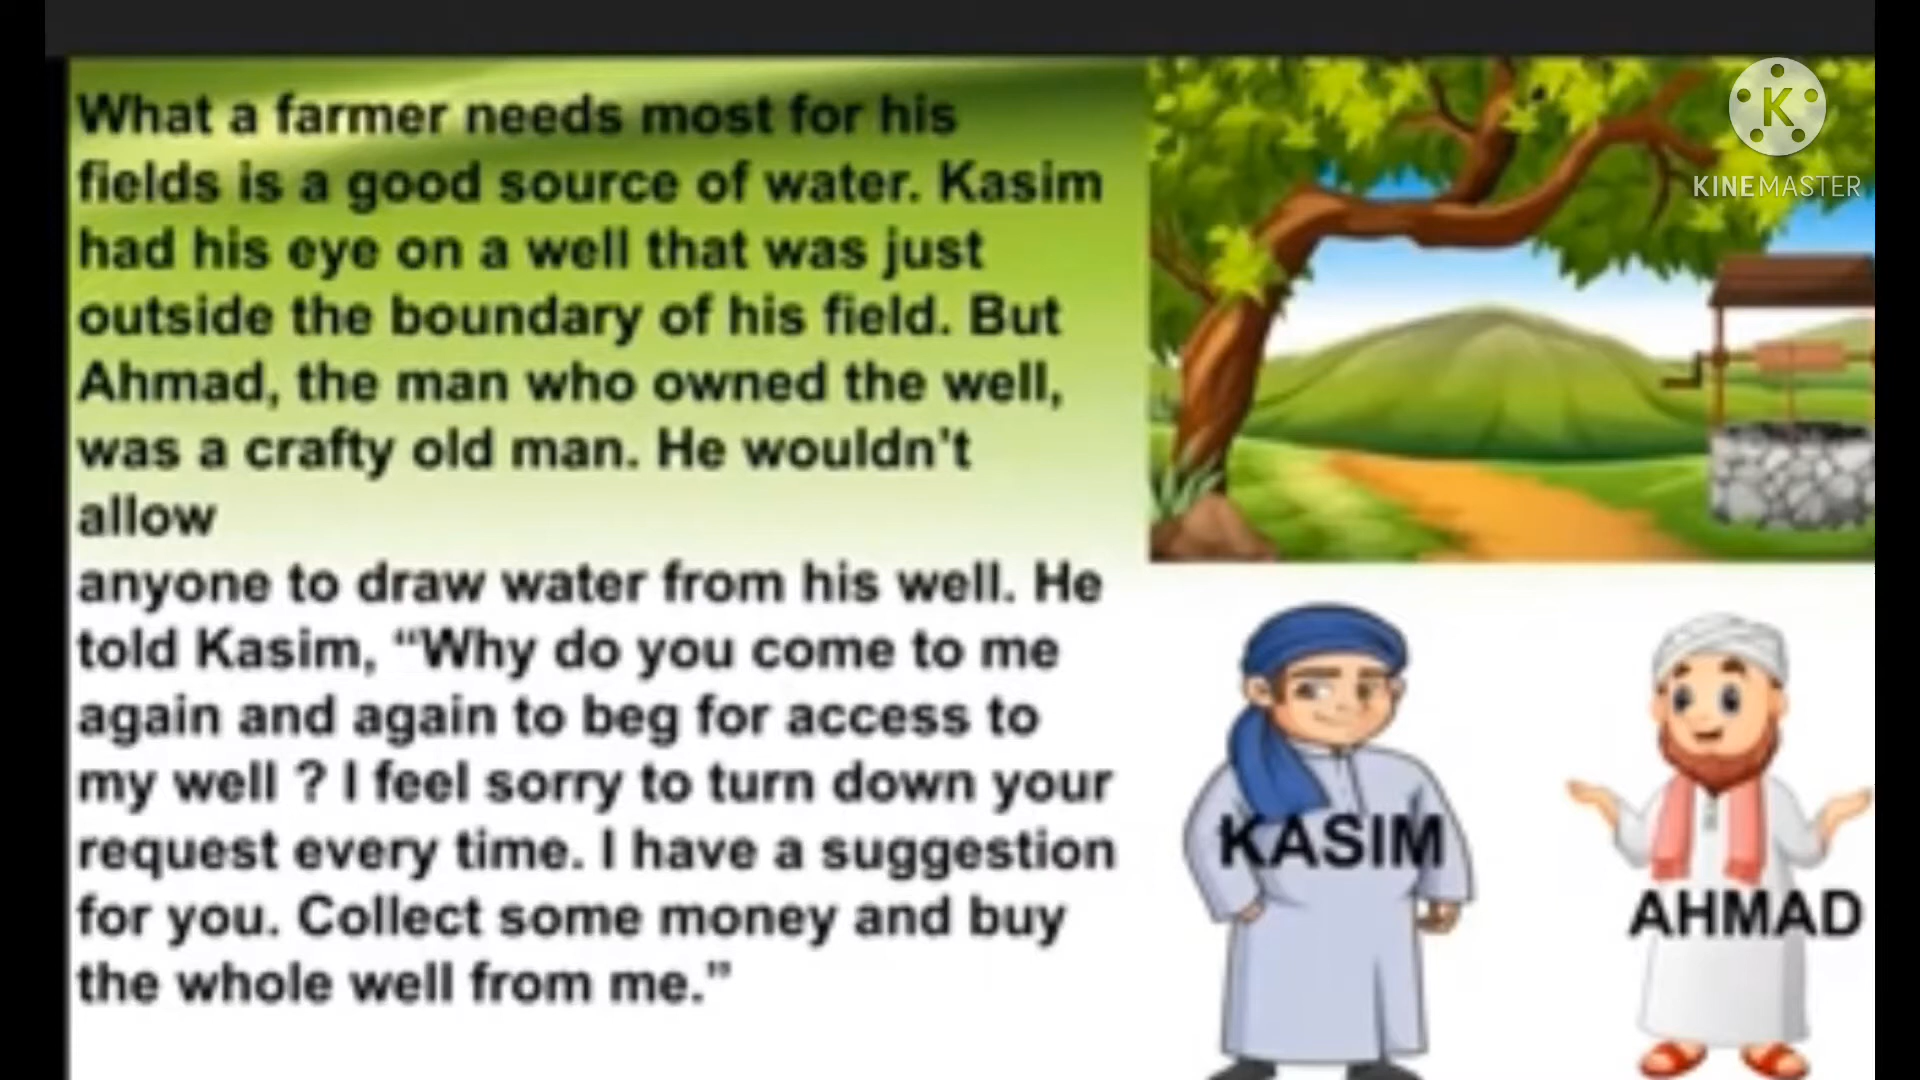 What a farmer needs most for his
fields is a good source of water. Kasim
had his eye on a well that was just
outside the boundary of his field. But
Ahmad, the man who owned the well,
was a crafty old man. He wouldn't
allow
anyone to draw water from his well. He
told Kasim, “Why do you come to me
again and again to beg for access to
my well ? I feel sorry to turn down your
request every time. I have a suggestion
for you. Collect some money and buy
the whole well from me.”
K
KINEMASTER
KASIM
AHMAD